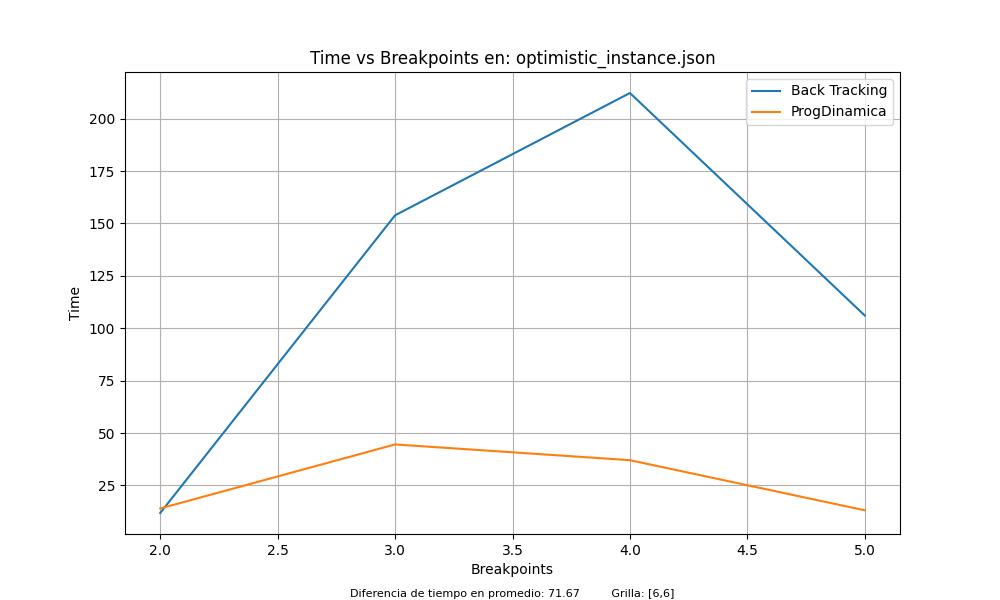 Time vs Breakpoints en: optimistic_instance.json
Back Tracking
ProgDinamica
200
175
150
125
100
75
50
25
Time
2.0 2.5 3.0 3.5 4.0 4.5 5.0
Breakpoints
Diferencia de tiempo en promedio: 71.67 Grilla: [6,6]